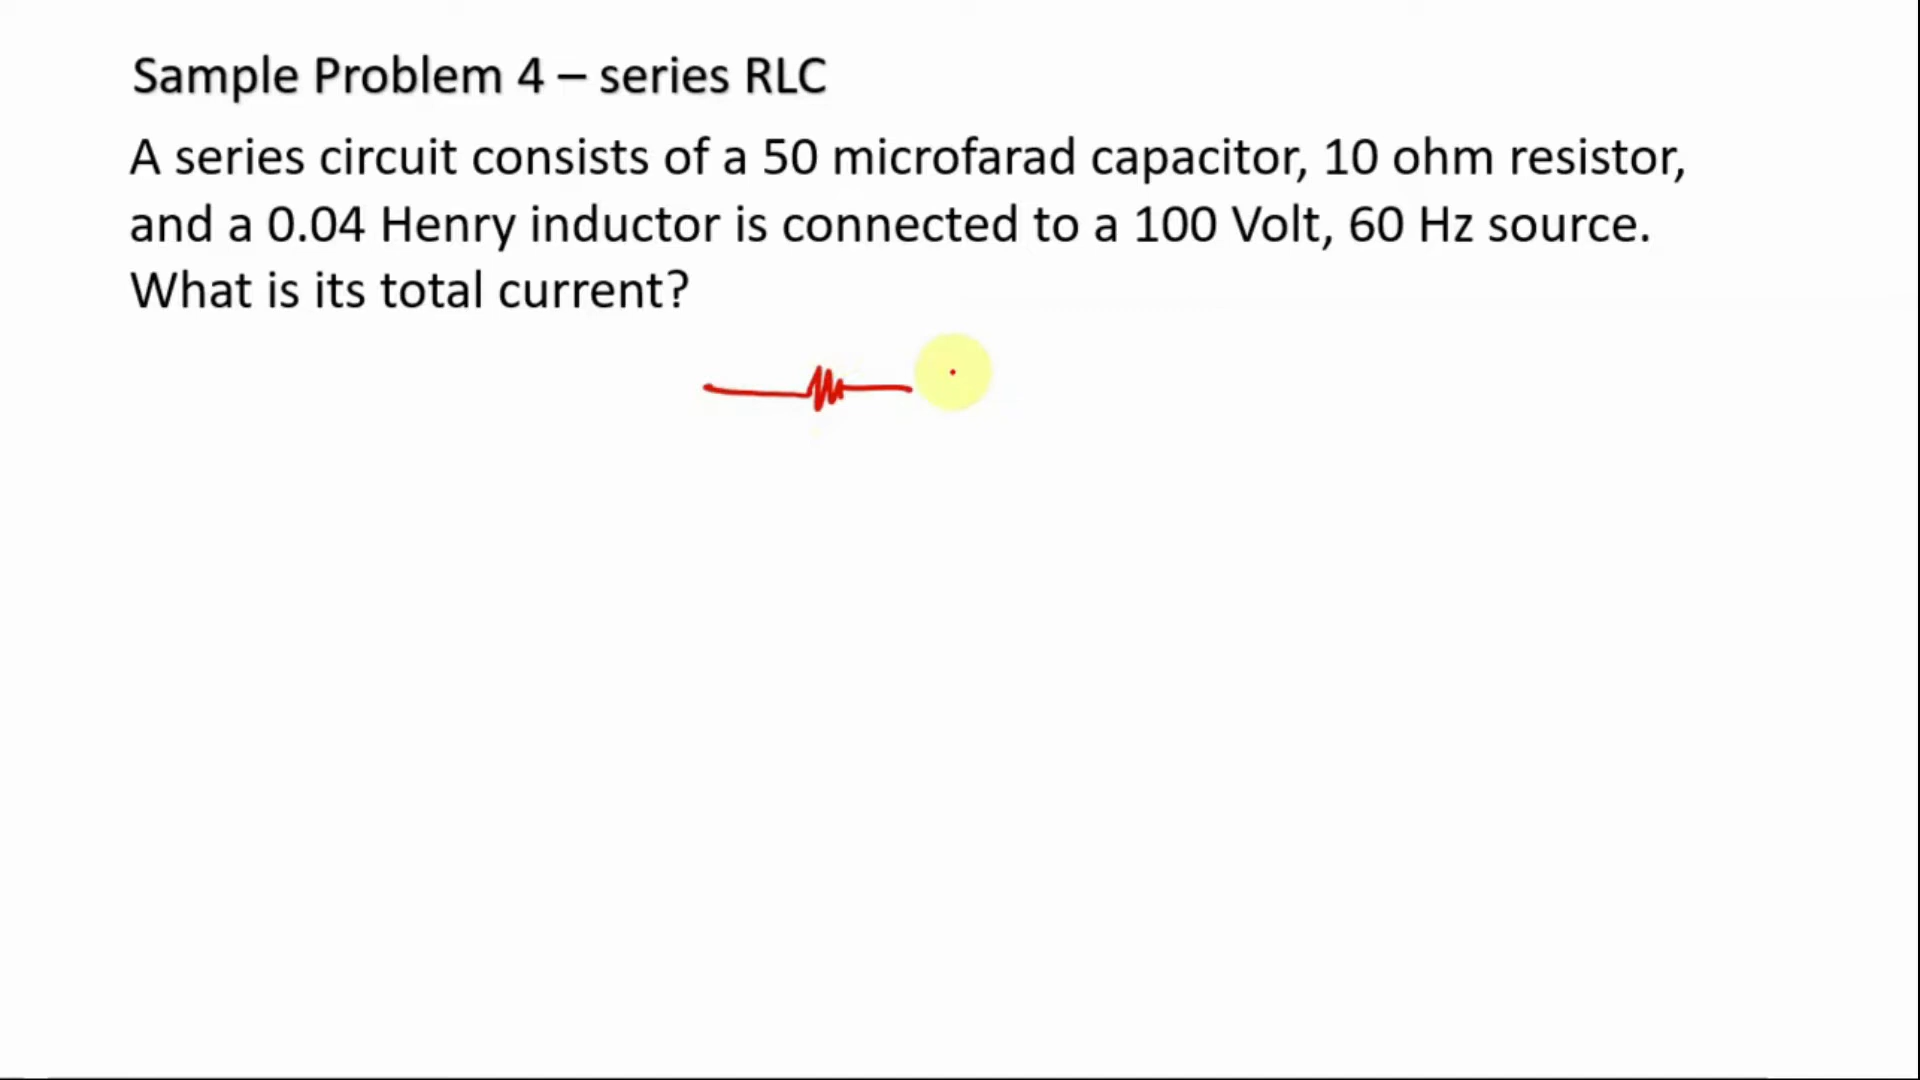 Sample Problem 4 – series RLC
A series circuit consists of a 50 microfarad capacitor, 10 ohm resistor,
and a 0.04 Henry inductor is connected to a 100 Volt, 60 Hz source.
What is its total current?